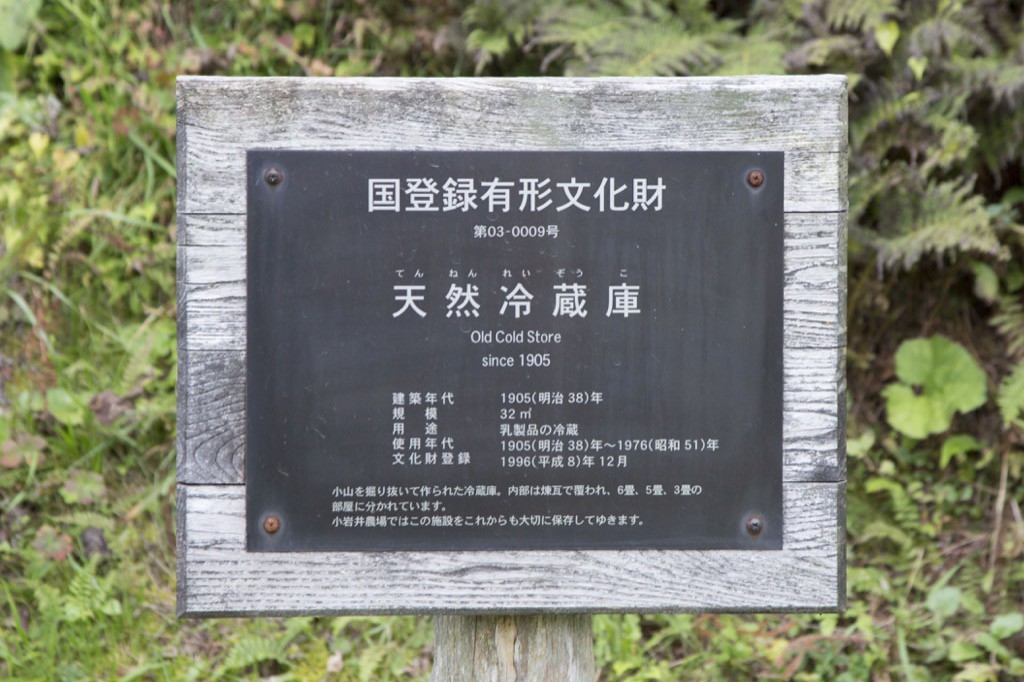 国登録有形文化財
第03-0009号
てん ねん れい ぞう こ
天然冷蔵庫
Old Cold Store
since 1905
建築年代 1905(明治38)年
規模 32㎡
用途 乳製品の冷蔵
使用年代 1905(明治38)年〜1976(昭和51)年
文化財登録 1996(平成8)年12月
小山を掘り抜いて作られた冷蔵庫。内部は煉瓦で覆われ、6畳、5畳、3畳の
部屋に分かれています。
小岩井農場ではこの施設をこれからも大切に保存してゆきます。